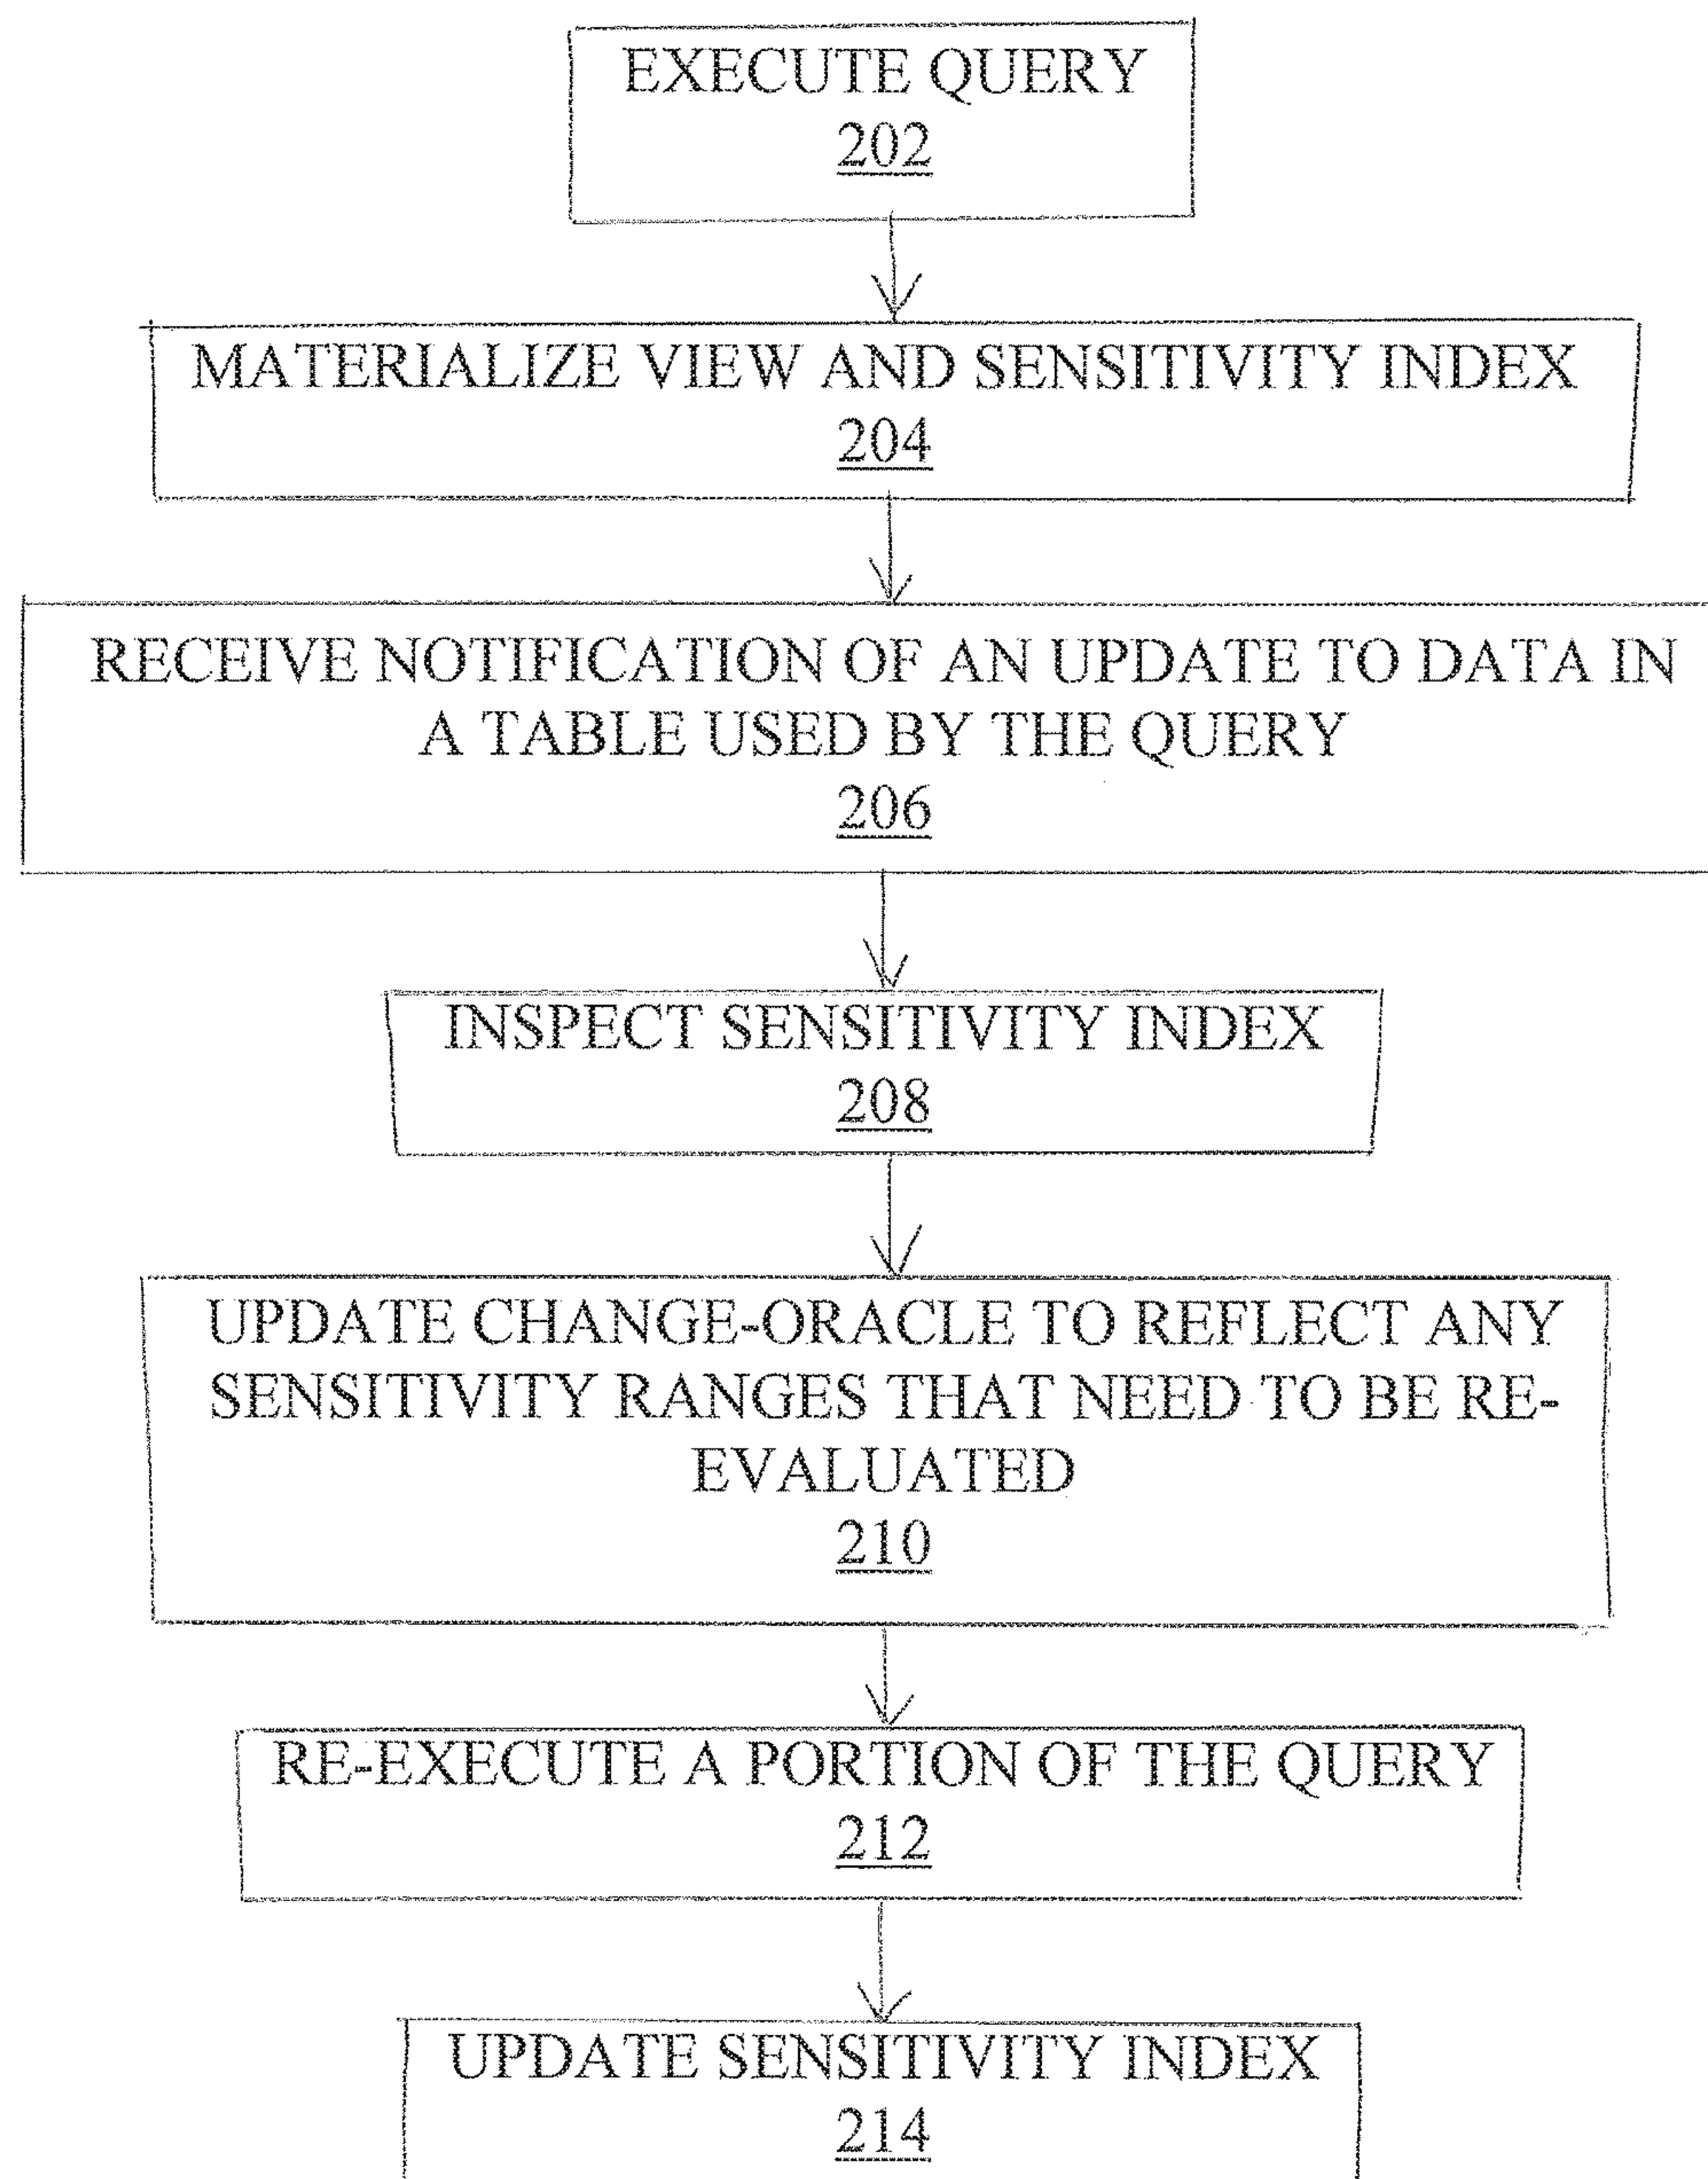 EXECUTE QUERY
202
MATERIALIZE VIEW AND SENSITIVITY INDEX
204
RECEIVE NOTIFICATION OF AN UPDATE TO DATA IN
A TABLE USED BY THE QUERY
206
INSPECT SENSITIVITY INDEX
208
UPDATE CHANGE-ORACLE TO REFLECT ANY
SENSITIVITY RANGES THAT NEED TO BE RE-
EVALUATED
210
RE-EXECUTE A PORTION OF THE QUERY
212
UPDATE SENSITIVITY INDEX
214